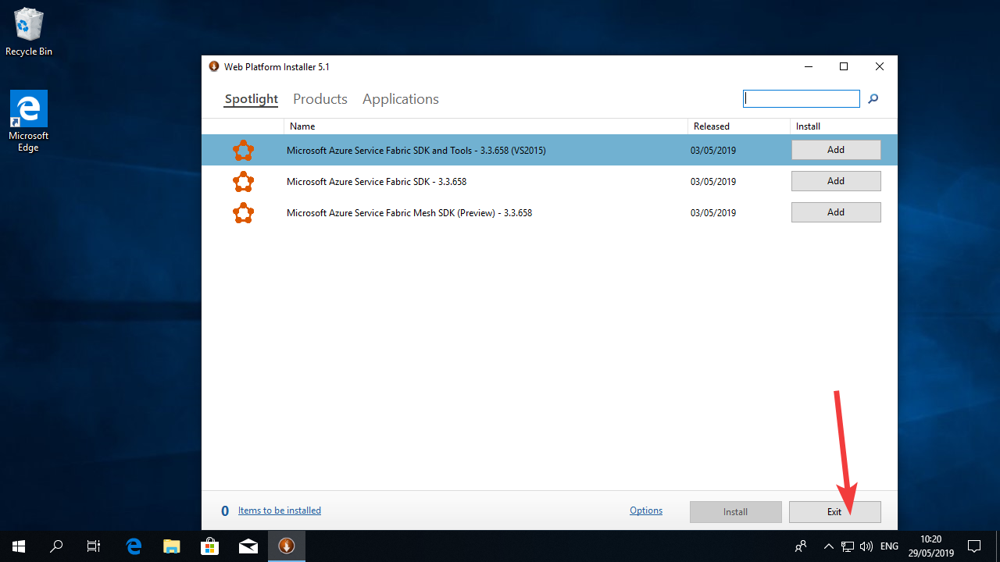 Recycle Bin
Microsoft
Edge
Web Platform Installer 5.1
Spotlight Products Applications
Name Released Install
Microsoft Azure Service Fabric SDK and Tools - 3.3.658 (VS2015) 03/05/2019 Add
Microsoft Azure Service Fabric SDK - 3.3.658 03/05/2019 Add
Microsoft Azure Service Fabric Mesh SDK (Preview) - 3.3.658 03/05/2019 Add
0 Items to be installed Options Install Exit
ENG
10:20
29/05/2019